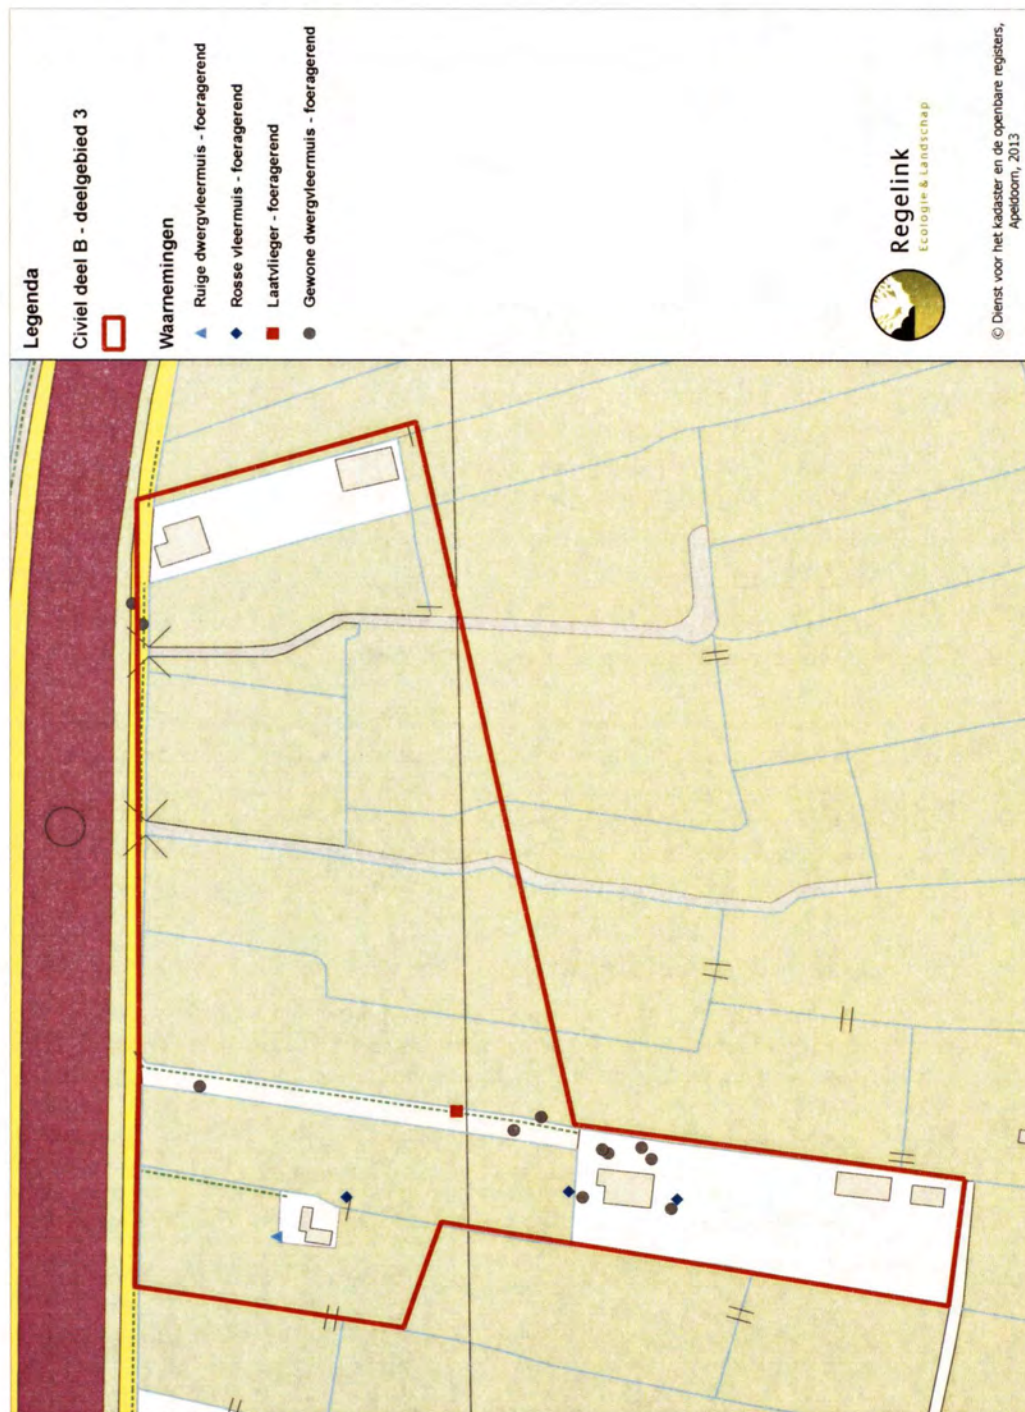 Legenda
Civiel deel B - deelgebied 3
Waarnemingen
Ruige dwergvleermuis - foeragerend
Rosse vleermuis - foeragerend
Laatvlieger - foeragerend
Gewone dwergvleermuis - foeragerend
Regelink
Ecologie & Landschap
© Dienst voor het kadaster en de openbare registers,
Apeldoorn, 2013